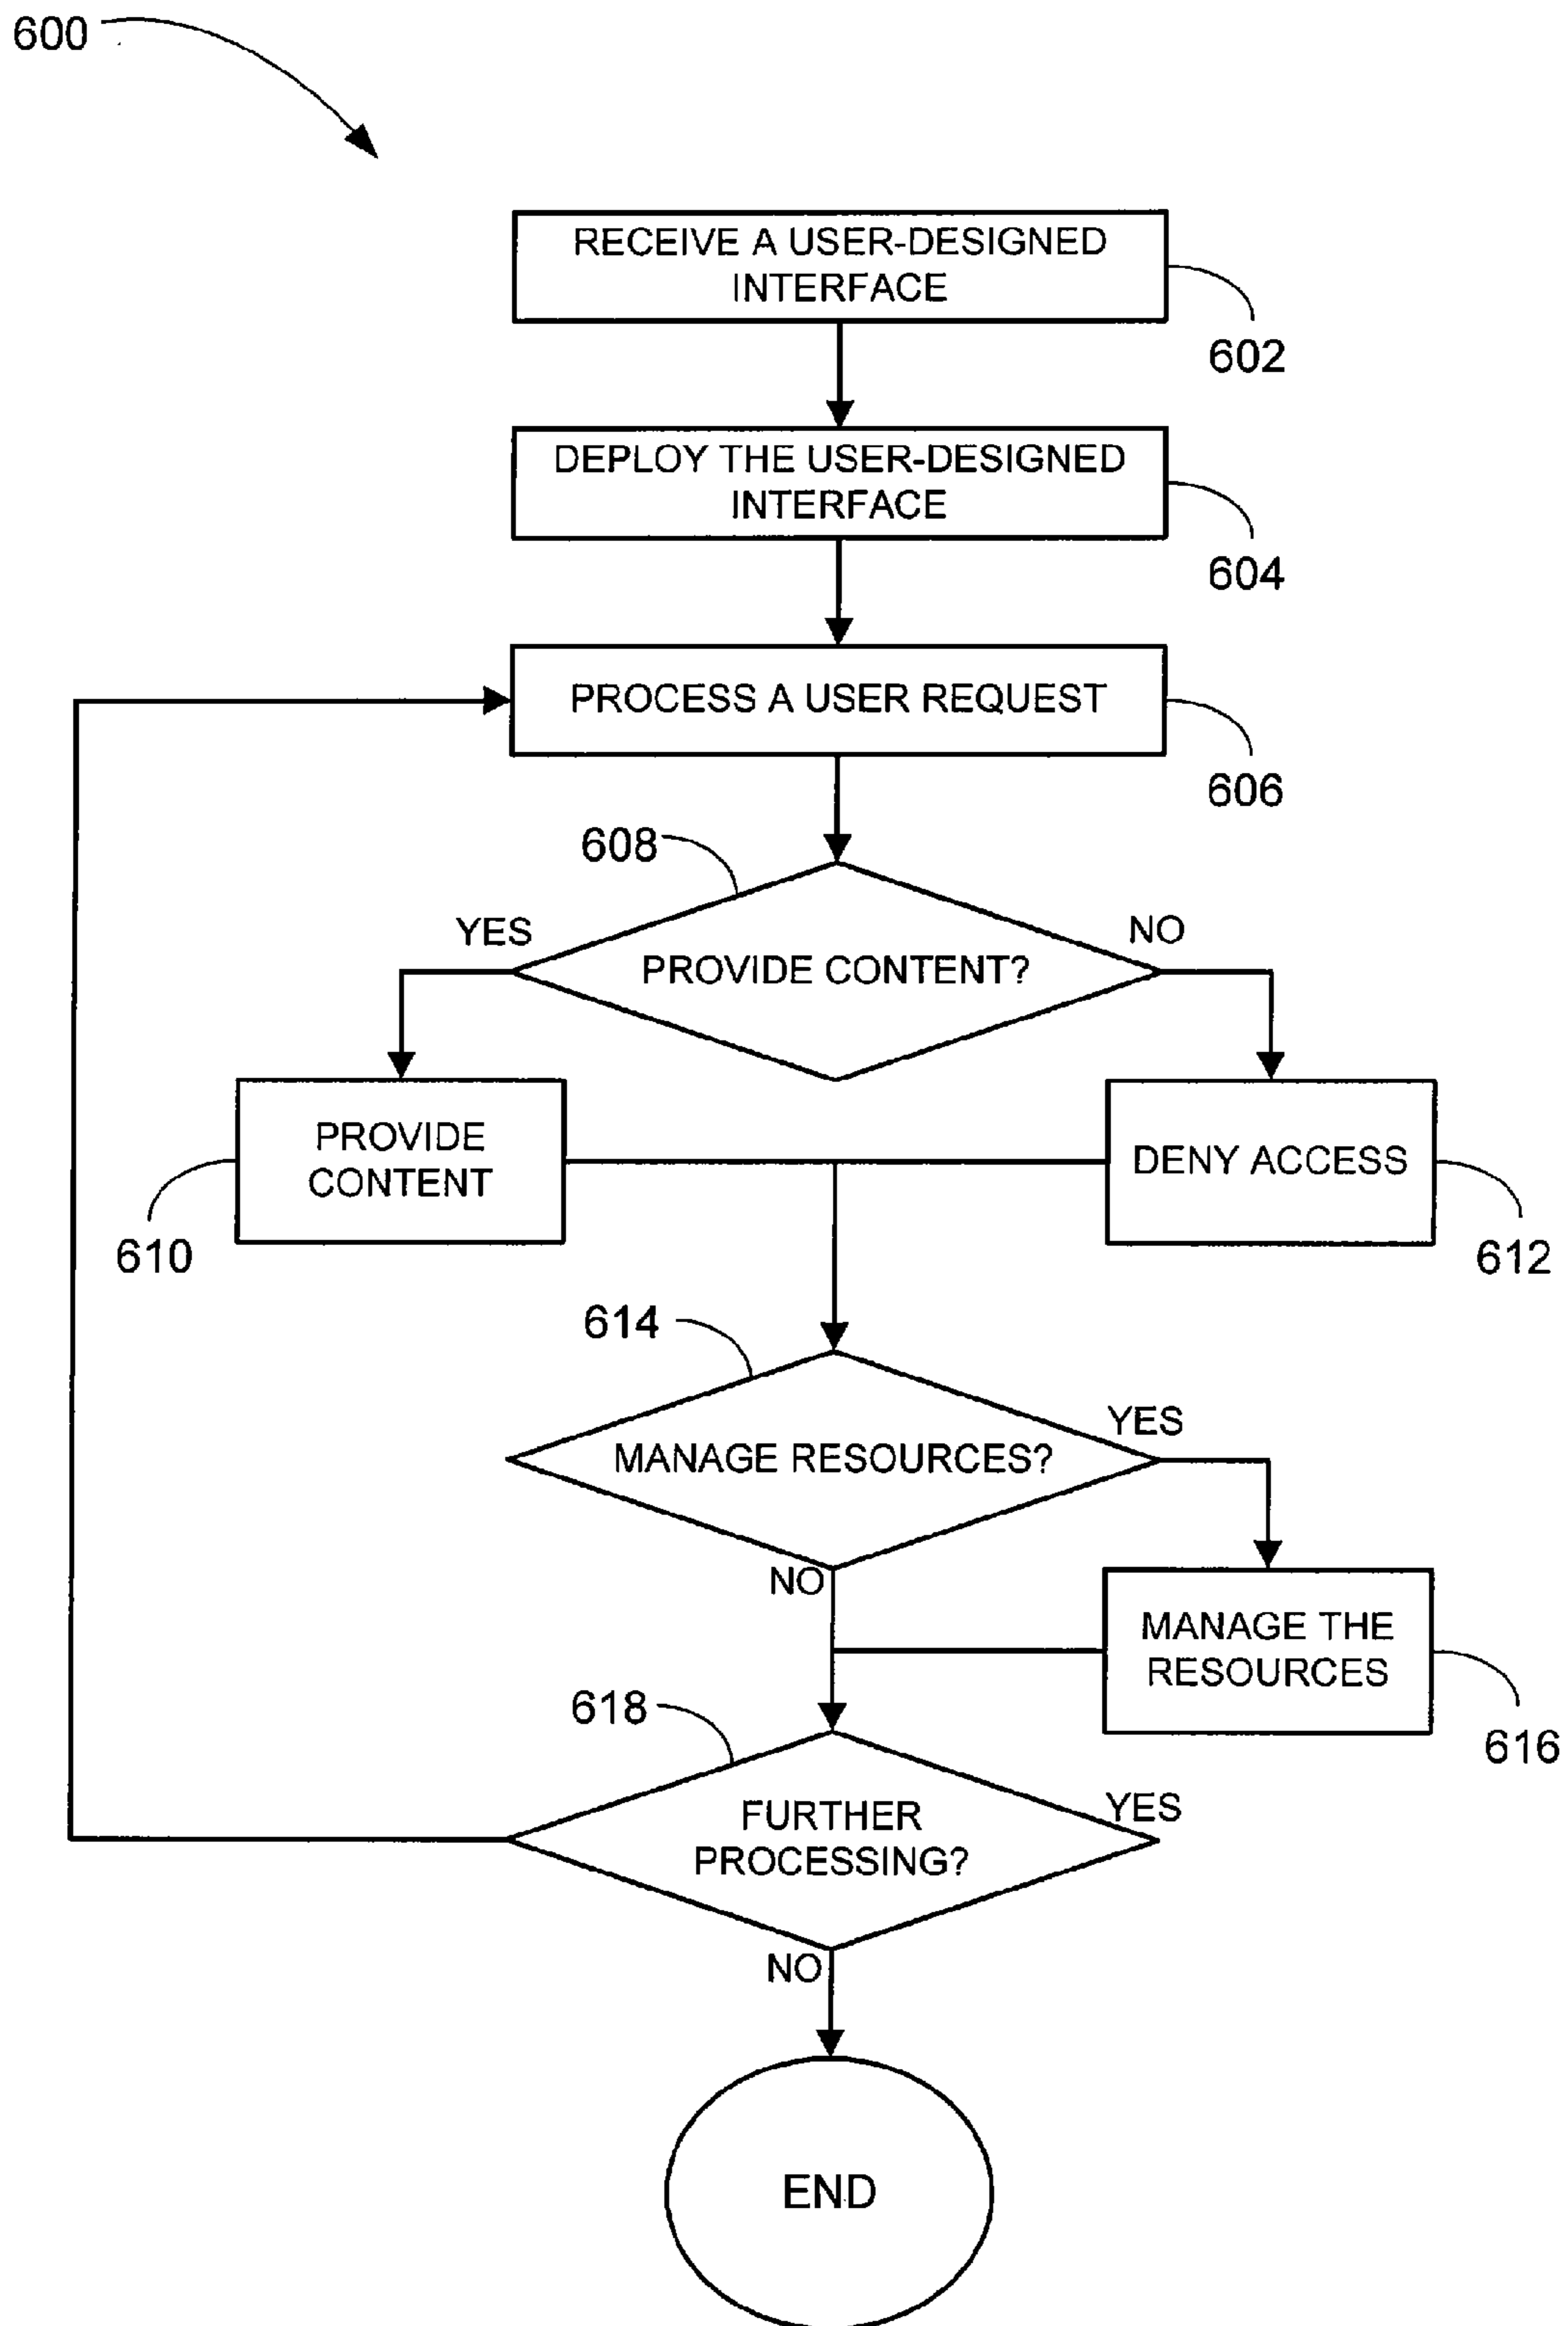 600
RECEIVE A USER-DESIGNED
INTERFACE
602
DEPLOY THE USER-DESIGNED
INTERFACE
604
PROCESS A USER REQUEST
606
608
YES
NO
PROVIDE CONTENT?
PROVIDE
CONTENT
610
DENY ACCESS
612
614
YES
MANAGE RESOURCES?
NO
MANAGE THE
RESOURCES
616
618
YES
FURTHER
PROCESSING?
NO
END